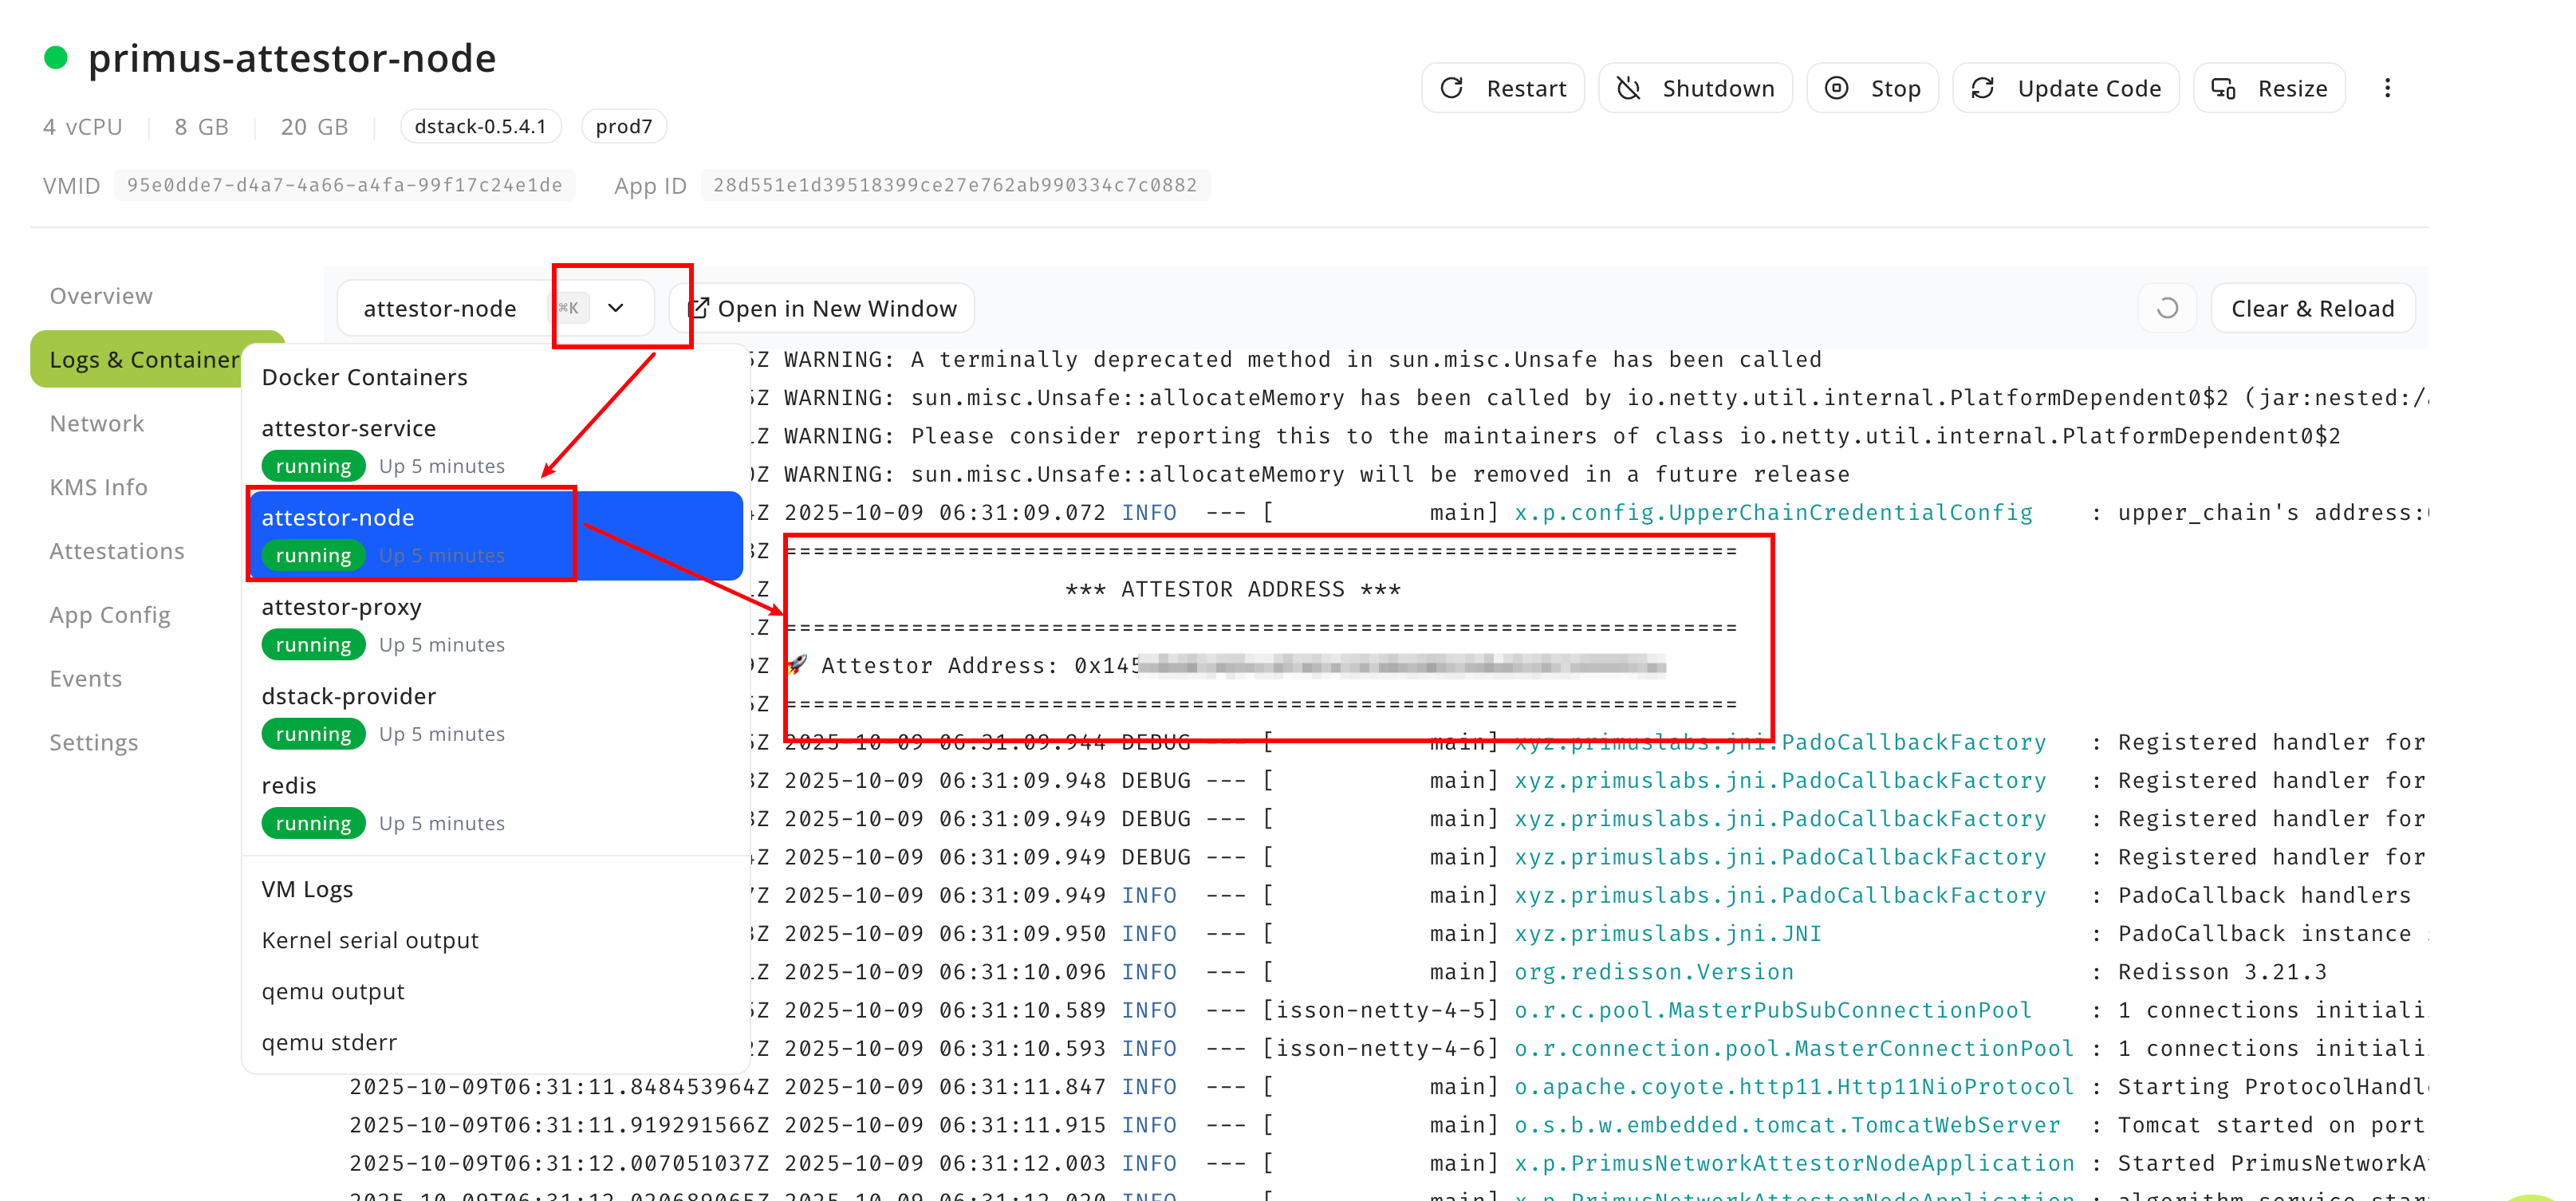 primus-attestor-node
Restart
Shutdown
Stop
Update Code
Resize
4 vCPU
8 GB
20 GB
dstack-0.5.4.1
prod7
VMID 95e0dde7-d4a7-4a66-a4fa-99f17c24e1de
App ID 28d551e1d39518399ce27e762ab990334c7c0882
Overview
Logs & Container
Network
KMS Info
Attestations
App Config
Events
Settings
attestor-node ⌘K
Open in New Window
Clear & Reload
Docker Containers
attestor-service
running Up 5 minutes
attestor-node
running Up 5 minutes
attestor-proxy
running Up 5 minutes
dstack-provider
running Up 5 minutes
redis
running Up 5 minutes
VM Logs
Kernel serial output
qemu output
qemu stderr
Z WARNING: A terminally deprecated method in sun.misc.Unsafe has been called
Z WARNING: sun.misc.Unsafe::allocateMemory has been called by io.netty.util.internal.PlatformDependent0$2 (jar:nested:/
Z WARNING: Please consider reporting this to the maintainers of class io.netty.util.internal.PlatformDependent0$2
Z WARNING: sun.misc.Unsafe::allocateMemory will be removed in a future release
Z 2025-10-09 06:31:09.072 INFO --- [ main] x.p.config.UpperChainCredentialConfig : upper_chain's address:
Z ====================================================================
Z *** ATTESTOR ADDRESS ***
Z ====================================================================
Z 🚀 Attestor Address: 0x145
Z ====================================================================
Z 2025-10-09 06:31:09.944 DEBUG --- [ main] xyz.primuslabs.jni.PadoCallbackFactory : Registered handler for
Z 2025-10-09 06:31:09.948 DEBUG --- [ main] xyz.primuslabs.jni.PadoCallbackFactory : Registered handler for
Z 2025-10-09 06:31:09.949 DEBUG --- [ main] xyz.primuslabs.jni.PadoCallbackFactory : Registered handler for
Z 2025-10-09 06:31:09.949 DEBUG --- [ main] xyz.primuslabs.jni.PadoCallbackFactory : Registered handler for
Z 2025-10-09 06:31:09.949 INFO --- [ main] xyz.primuslabs.jni.PadoCallbackFactory : PadoCallback handlers
Z 2025-10-09 06:31:09.950 INFO --- [ main] xyz.primuslabs.jni.JNI : PadoCallback instance
Z 2025-10-09 06:31:10.096 INFO --- [ main] org.redisson.Version : Redisson 3.21.3
Z 2025-10-09 06:31:10.589 INFO --- [isson-netty-4-5] o.r.c.pool.MasterPubSubConnectionPool : 1 connections initiali
Z 2025-10-09 06:31:10.593 INFO --- [isson-netty-4-6] o.r.connection.pool.MasterConnectionPool : 1 connections initiali
2025-10-09T06:31:11.848453964Z 2025-10-09 06:31:11.847 INFO --- [ main] o.apache.coyote.http11.Http11NioProtocol : Starting ProtocolHandl
2025-10-09T06:31:11.919291566Z 2025-10-09 06:31:11.915 INFO --- [ main] o.s.b.w.embedded.tomcat.TomcatWebServer : Tomcat started on port
2025-10-09T06:31:12.007051037Z 2025-10-09 06:31:12.003 INFO --- [ main] x.p.PrimusNetworkAttestorNodeApplication : Started PrimusNetworkA
2025-10-09T06:31:12.020689065Z 2025-10-09 06:31:12.020 INFO --- [ main] x.p.PrimusNetworkAttestorNodeApplication : algorithm service star